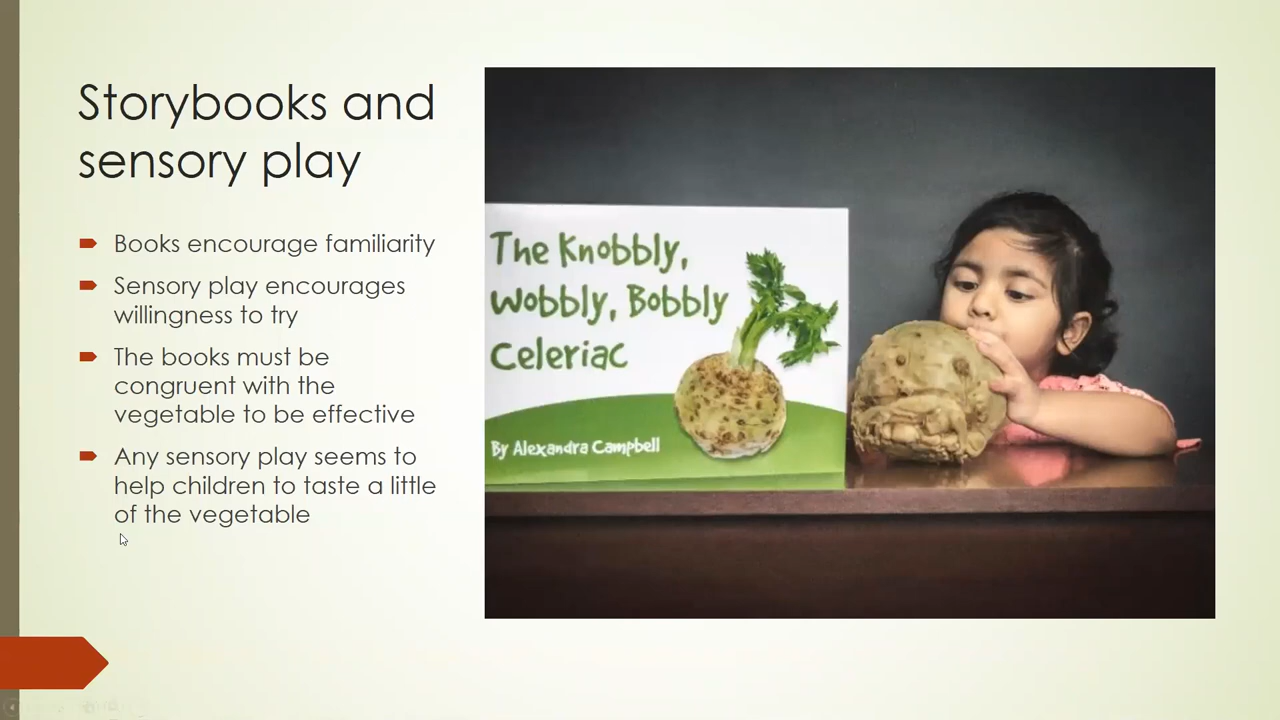 Storybooks and
sensory play
Books encourage familiarity
Sensory play encourages
willingness to try
The books must be
congruent with the
vegetable to be effective
Any sensory play seems to
help children to taste a little
of the vegetable
The Knobbly,
Wobbly, Bobbly
Celeriac
By Alexandra Campbell